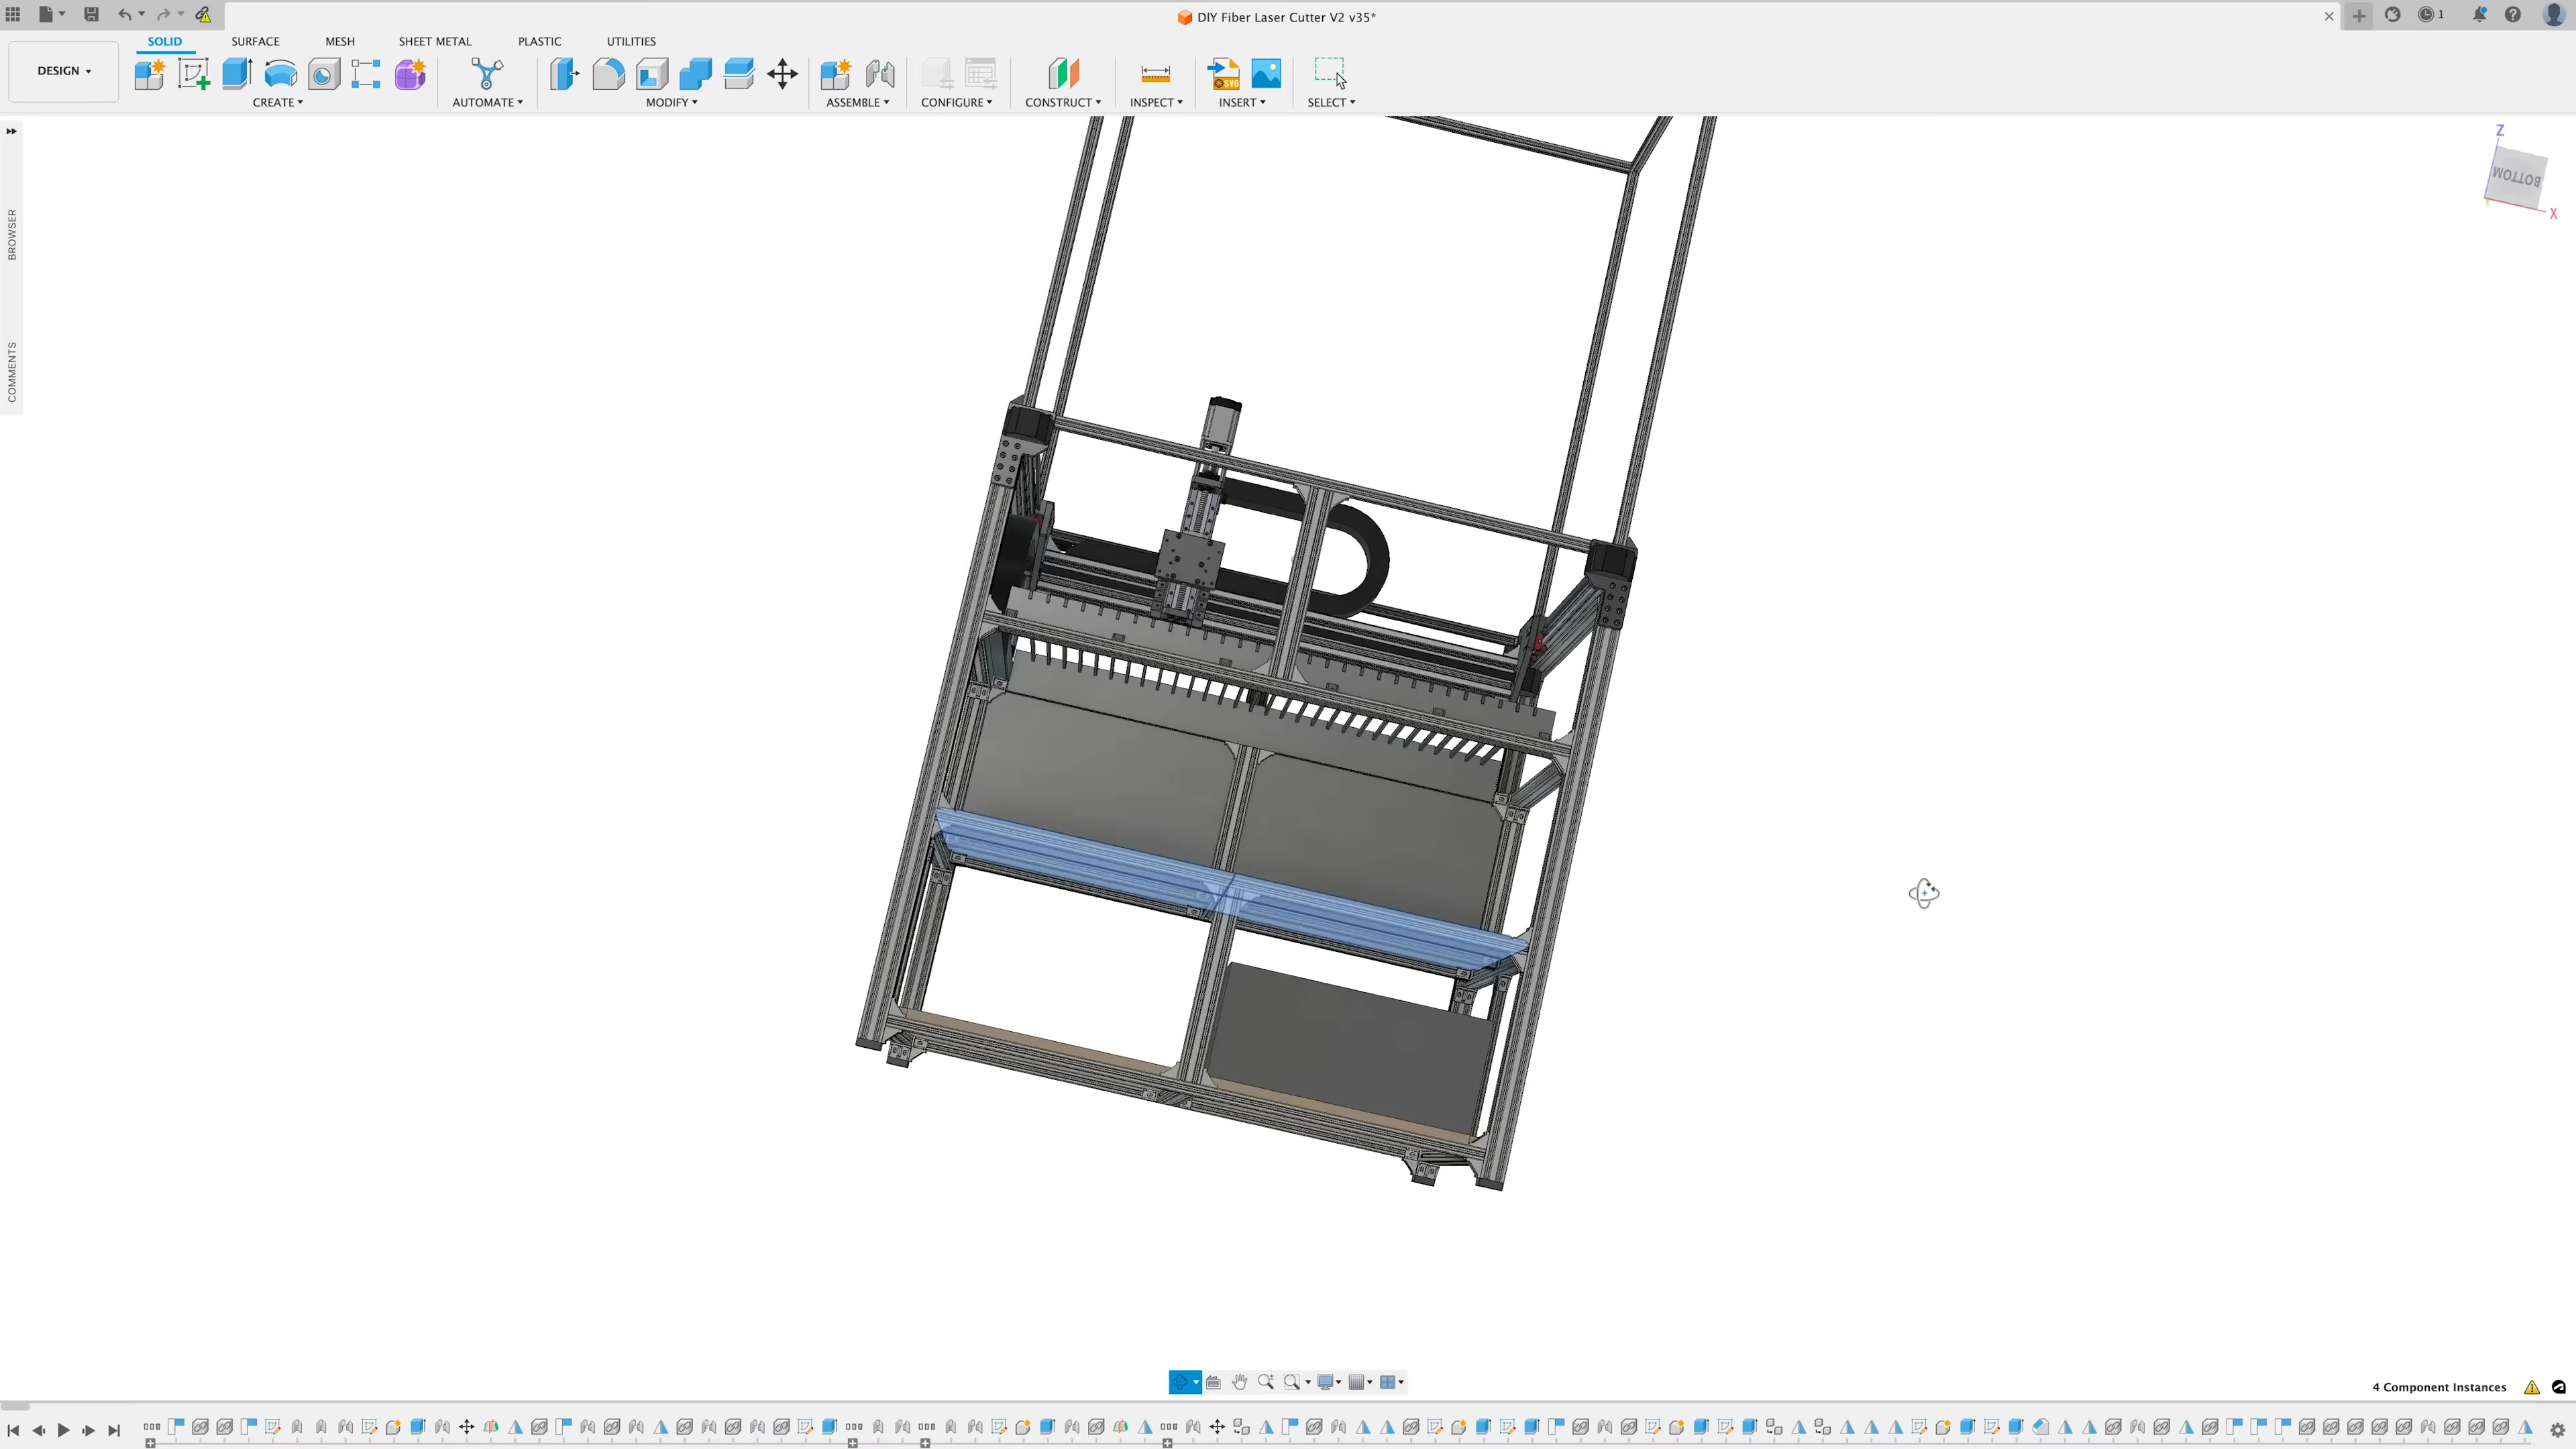 DIY Fiber Laser Cutter V2 v35*
1
SOLID
SURFACE
MESH
SHEET METAL
PLASTIC
UTILITIES
DESIGN
CREATE
AUTOMATE
MODIFY
ASSEMBLE
CONFIGURE
CONSTRUCT
INSPECT
INSERT
SELECT
SVG
BROWSER
COMMENTS
Z
BOTTOM
X
4 Component Instances